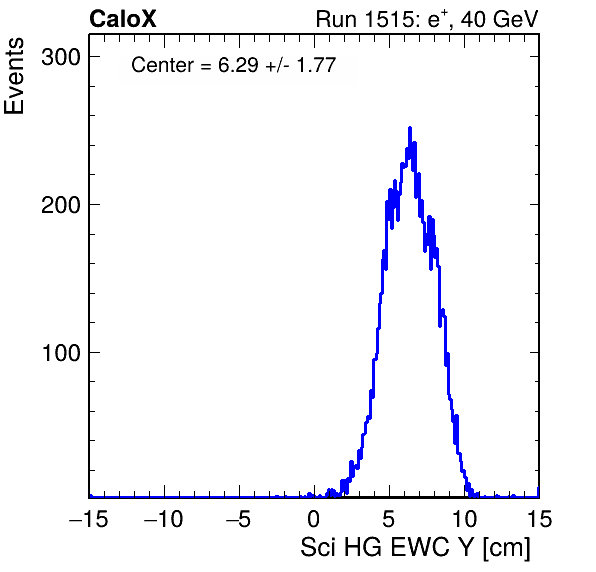 CaloX
Run 1515: e⁺, 40 GeV
Events
Center = 6.29 +/- 1.77
300
200
100
−15 −10 −5 0 5 10 15
Sci HG EWC Y [cm]